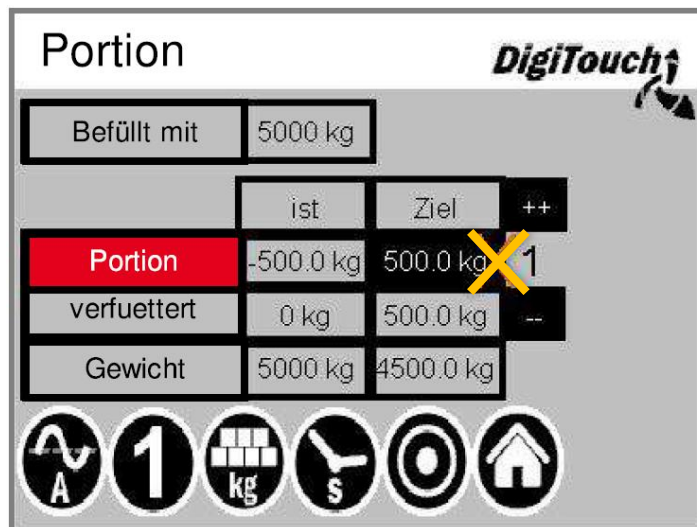 Portion
DigiTouch
Befüllt mit 5000 kg
ist Ziel ++
Portion -500.0 kg 500.0 kg 1
verfuettert 0 kg 500.0 kg --
Gewicht 5000 kg 4500.0 kg
A 1 kg s